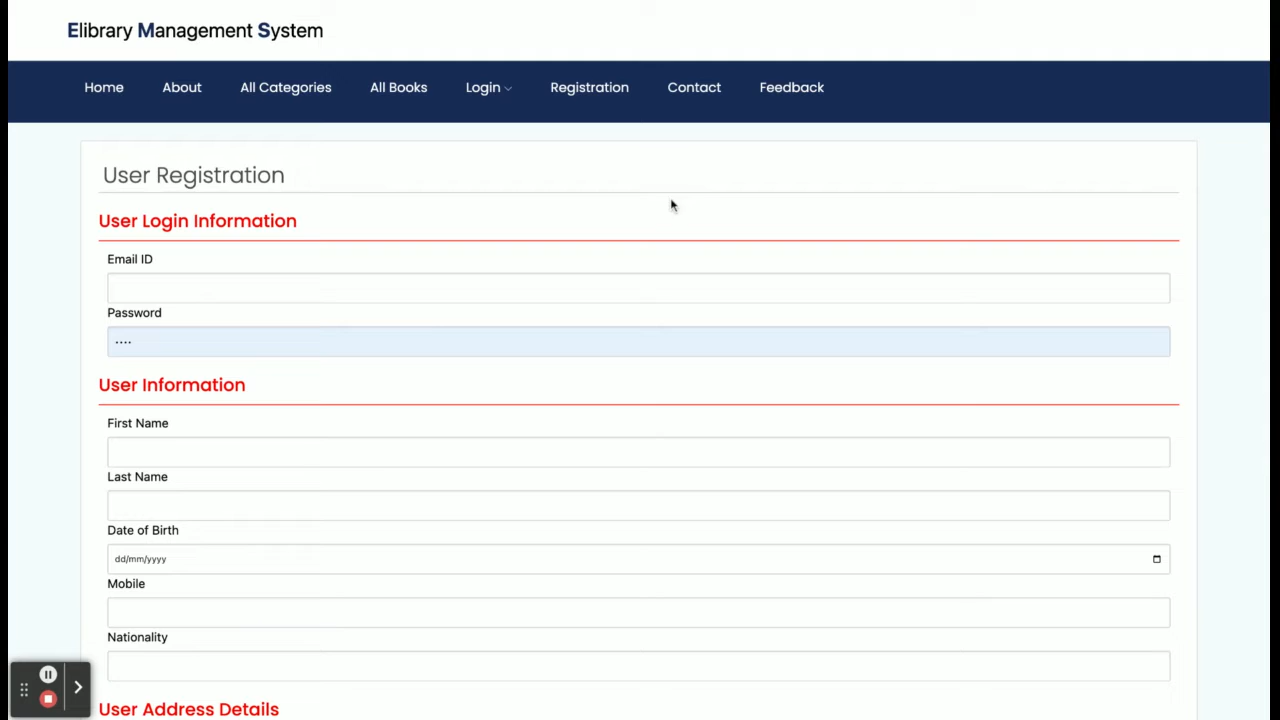 Elibrary Management System
Home About All Categories All Books Login Registration Contact Feedback
User Registration
User Login Information
Email ID
Password
····
User Information
First Name
Last Name
Date of Birth
dd/mm/yyyy
Mobile
Nationality
User Address Details